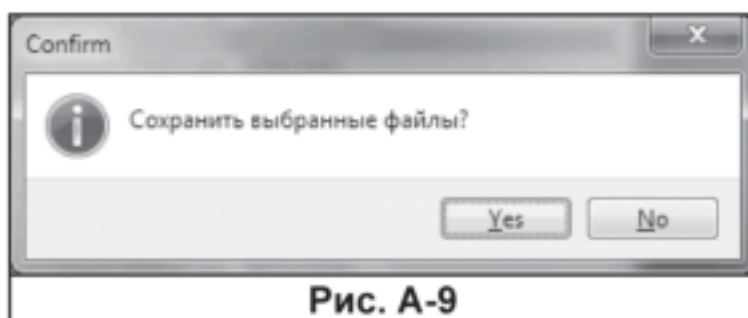 Confirm
x
Сохранить выбранные файлы?
Yes
No
Рис. А-9